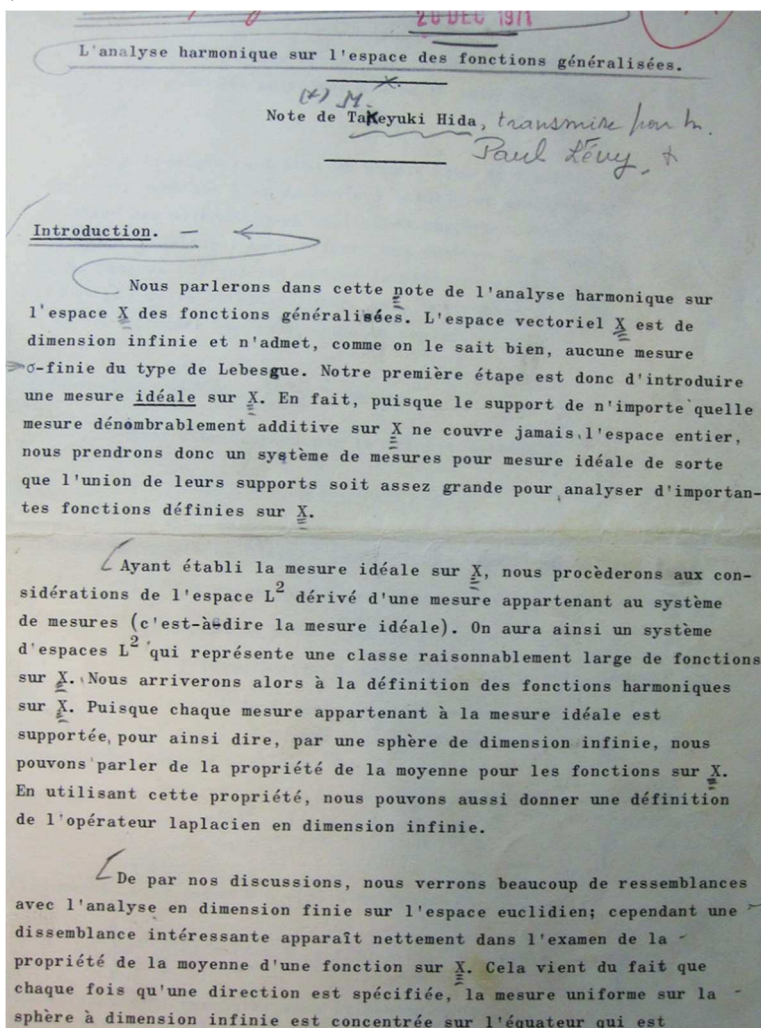 20 DEC 1971
L'analyse harmonique sur l'espace des fonctions généralisées.
(*) M.
Note de Takeyuki Hida, transmise par M.
Paul Lévy.
Introduction. —
Nous parlerons dans cette note de l'analyse harmonique sur
l'espace X des fonctions généralisées. L'espace vectoriel X est de
dimension infinie et n'admet, comme on le sait bien, aucune mesure
σ-finie du type de Lebesgue. Notre première étape est donc d'introduire
une mesure idéale sur X. En fait, puisque le support de n'importe quelle
mesure dénombrablement additive sur X ne couvre jamais l'espace entier,
nous prendrons donc un système de mesures pour mesure idéale de sorte
que l'union de leurs supports soit assez grande pour analyser d'importan-
tes fonctions définies sur X.
Ayant établi la mesure idéale sur X, nous procèderons aux con-
sidérations de l'espace L² dérivé d'une mesure appartenant au système
de mesures (c'est-à-dire la mesure idéale). On aura ainsi un système
d'espaces L² qui représente une classe raisonnablement large de fonctions
sur X. Nous arriverons alors à la définition des fonctions harmoniques
sur X. Puisque chaque mesure appartenant à la mesure idéale est
supportée, pour ainsi dire, par une sphère de dimension infinie, nous
pouvons parler de la propriété de la moyenne pour les fonctions sur X.
En utilisant cette propriété, nous pouvons aussi donner une définition
de l'opérateur laplacien en dimension infinie.
De par nos discussions, nous verrons beaucoup de ressemblances
avec l'analyse en dimension finie sur l'espace euclidien; cependant une
dissemblance intéressante apparaît nettement dans l'examen de la
propriété de la moyenne d'une fonction sur X. Cela vient du fait que
chaque fois qu'une direction est spécifiée, la mesure uniforme sur la
sphère à dimension infinie est concentrée sur l'équateur qui est